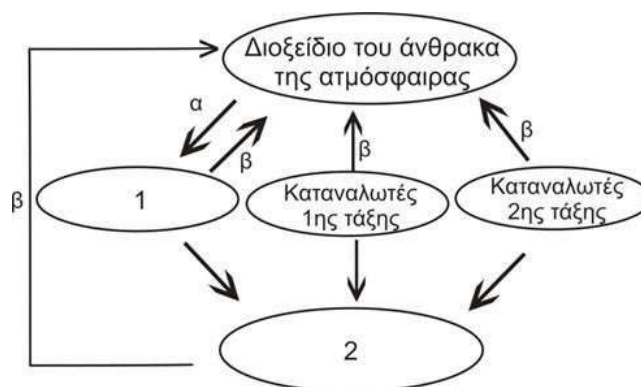 Διοξείδιο του άνθρακα
της ατμόσφαιρας
α
β
β
β
β
1
Καταναλωτές
1ης τάξης
Καταναλωτές
2ης τάξης
2